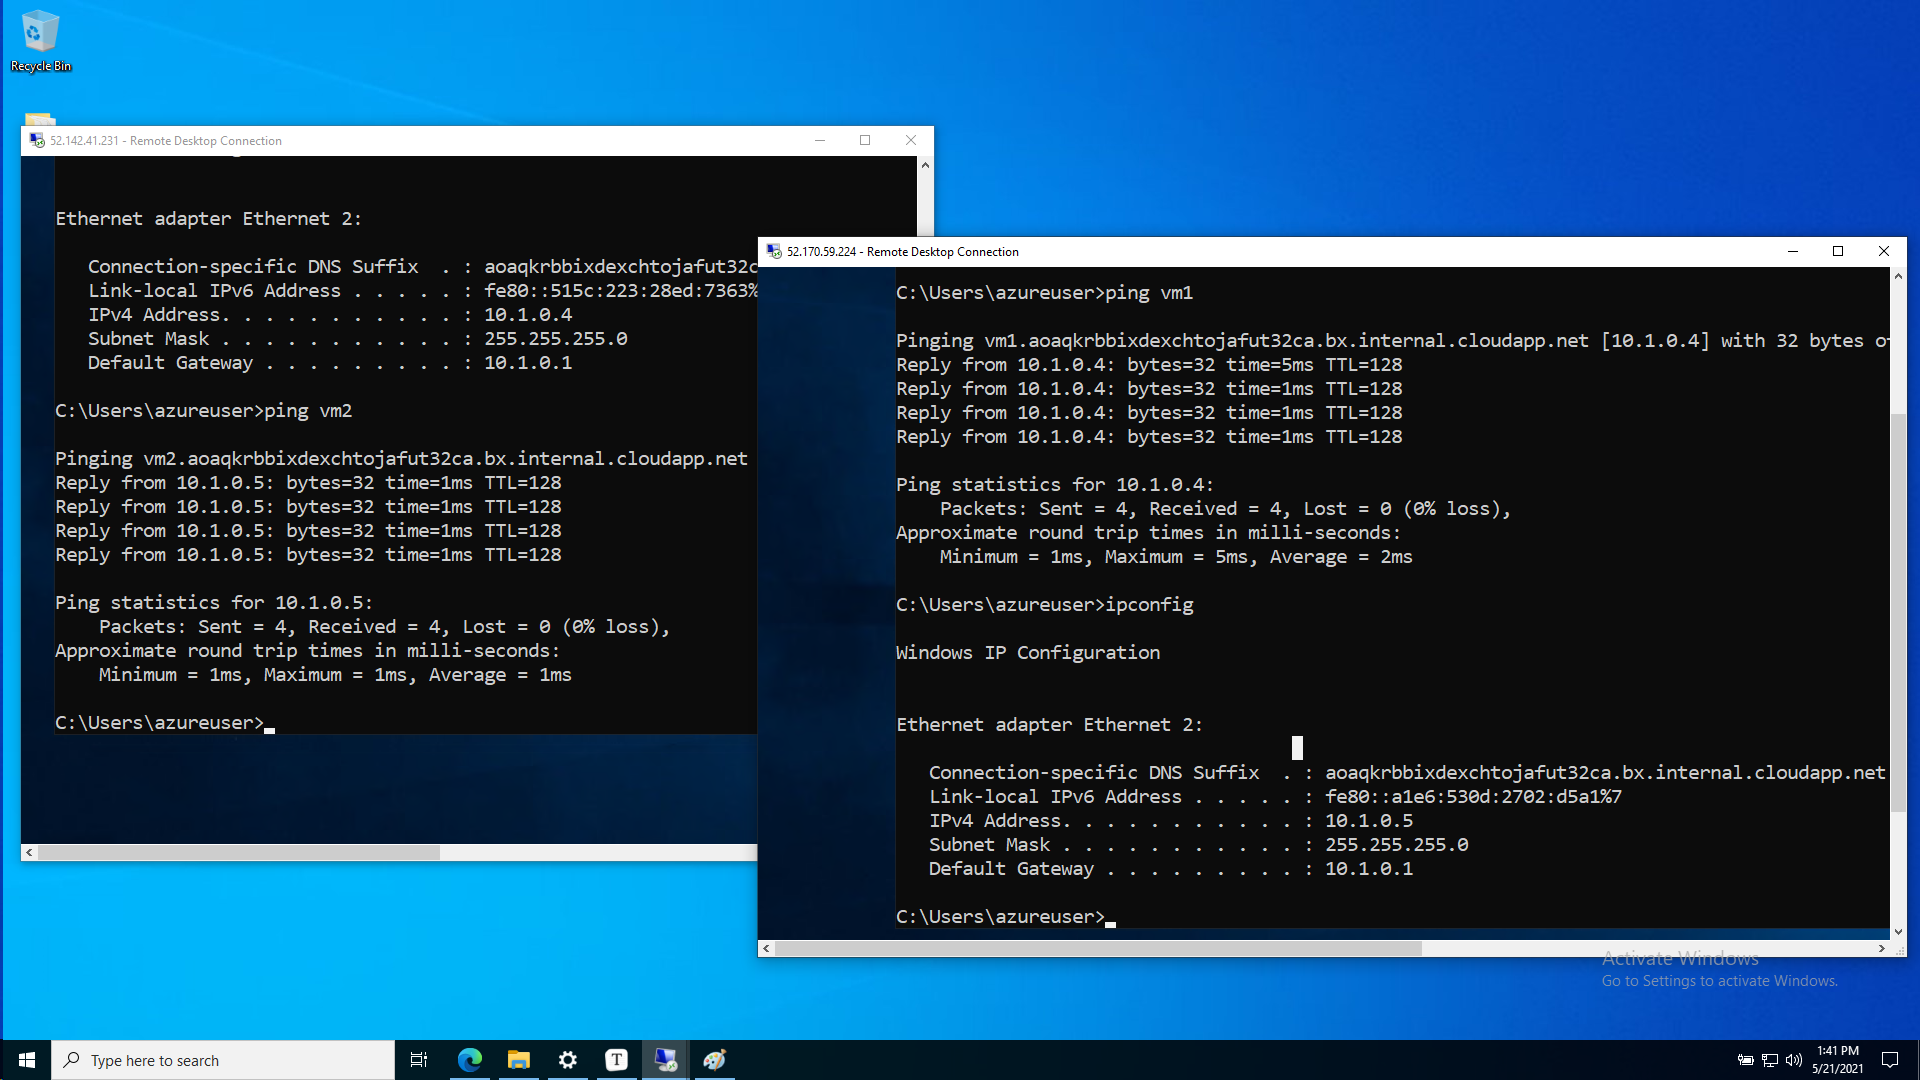 Recycle Bin
52.142.41.231 - Remote Desktop Connection
Ethernet adapter Ethernet 2:
Connection-specific DNS Suffix . : aoaqkrbbixdexchtojafut32c
Link-local IPv6 Address . . . . . : fe80::515c:223:28ed:7363%
IPv4 Address. . . . . . . . . . . : 10.1.0.4
Subnet Mask . . . . . . . . . . . : 255.255.255.0
Default Gateway . . . . . . . . . : 10.1.0.1
C:\Users\azureuser>ping vm2
Pinging vm2.aoaqkrbbixdexchtojafut32ca.bx.internal.cloudapp.net
Reply from 10.1.0.5: bytes=32 time=1ms TTL=128
Reply from 10.1.0.5: bytes=32 time=1ms TTL=128
Reply from 10.1.0.5: bytes=32 time=1ms TTL=128
Reply from 10.1.0.5: bytes=32 time=1ms TTL=128
Ping statistics for 10.1.0.5:
Packets: Sent = 4, Received = 4, Lost = 0 (0% loss),
Approximate round trip times in milli-seconds:
Minimum = 1ms, Maximum = 1ms, Average = 1ms
C:\Users\azureuser>
52.170.59.224 - Remote Desktop Connection
C:\Users\azureuser>ping vm1
Pinging vm1.aoaqkrbbixdexchtojafut32ca.bx.internal.cloudapp.net [10.1.0.4] with 32 bytes
Reply from 10.1.0.4: bytes=32 time=5ms TTL=128
Reply from 10.1.0.4: bytes=32 time=1ms TTL=128
Reply from 10.1.0.4: bytes=32 time=1ms TTL=128
Reply from 10.1.0.4: bytes=32 time=1ms TTL=128
Ping statistics for 10.1.0.4:
Packets: Sent = 4, Received = 4, Lost = 0 (0% loss),
Approximate round trip times in milli-seconds:
Minimum = 1ms, Maximum = 5ms, Average = 2ms
C:\Users\azureuser>ipconfig
Windows IP Configuration
Ethernet adapter Ethernet 2:
Connection-specific DNS Suffix . : aoaqkrbbixdexchtojafut32ca.bx.internal.cloudapp.net
Link-local IPv6 Address . . . . . : fe80::a1e6:530d:2702:d5a1%7
IPv4 Address. . . . . . . . . . . : 10.1.0.5
Subnet Mask . . . . . . . . . . . : 255.255.255.0
Default Gateway . . . . . . . . . : 10.1.0.1
C:\Users\azureuser>
Activate Windows
Go to Settings to activate Windows.
Type here to search
T
1:41 PM
5/21/2021